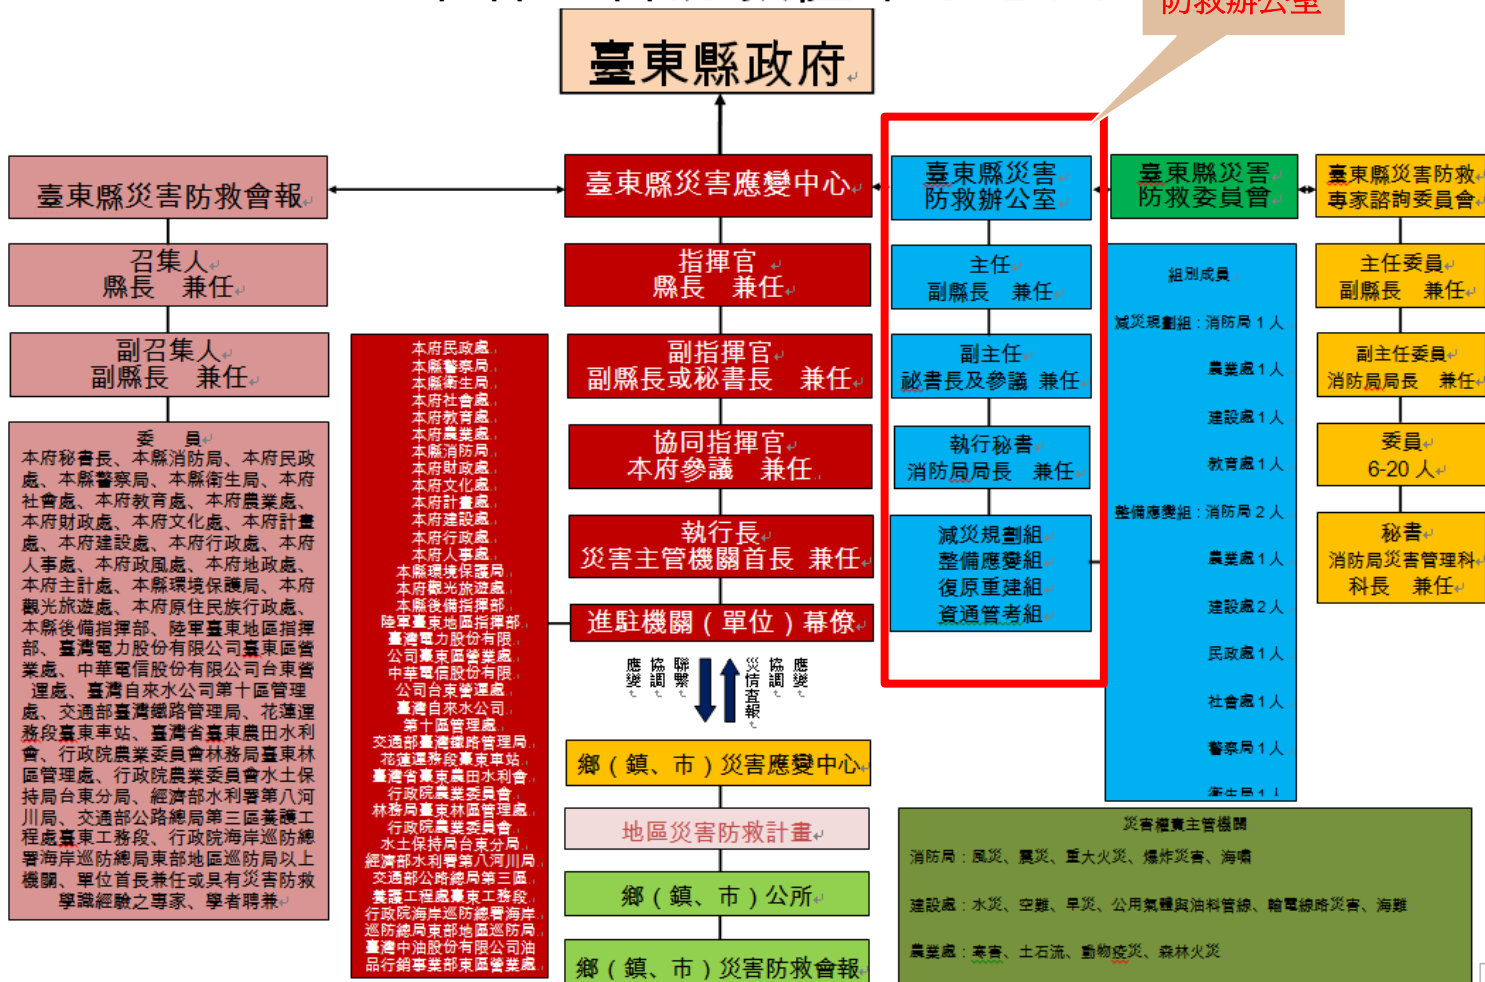 防救辦公室
臺東縣政府
臺東縣災害防救會報
召集人
縣長　兼任
副召集人
副縣長　兼任
委　員
本府秘書長、本縣消防局、本府民政
處、本縣警察局、本縣衛生局、本府
社會處、本府教育處、本府農業處、
本府財政處、本府文化處、本府計畫
處、本府建設處、本府行政處、本府
人事處、本府政風處、本府地政處、
本府主計處、本縣環境保護局、本府
觀光旅遊處、本府原住民族行政處、
本縣後備指揮部、陸軍臺東地區指揮
部、臺灣電力股份有限公司臺東區營
業處、中華電信股份有限公司台東營
運處、臺灣自來水公司第十區管理
處、交通部臺灣鐵路管理局、花蓮運
務段臺東車站、臺灣省臺東農田水利
會、行政院農業委員會林務局臺東林
區管理處、行政院農業委員會水土保
持局台東分局、經濟部水利署第八河
川局、交通部公路總局第三區養護工
程處臺東工務段、行政院海岸巡防總
署海岸巡防總局東部地區巡防局以上
機關、單位首長兼任或具有災害防救
學識經驗之專家、學者聘兼
本府民政處
本縣警察局
本縣衛生局
本府社會處
本府教育處
本府農業處
本縣消防局
本府財政處
本府文化處
本府計畫處
本府建設處
本府行政處
本府人事處
本縣環境保護局
本府觀光旅遊處
本縣後備指揮部
陸軍臺東地區指揮部
臺灣電力股份有限
公司臺東區營業處
中華電信股份有限
公司台東營運處
臺灣自來水公司
第十區管理處
交通部臺灣鐵路管理局
花蓮運務段臺東車站
臺灣省臺東農田水利會
行政院農業委員會
林務局臺東林區管理處
行政院農業委員會
水土保持局台東分局
經濟部水利署第八河川局
交通部公路總局第三區
養護工程處臺東工務段
行政院海岸巡防總署海岸
巡防總局東部地區巡防局
臺灣中油股份有限公司油
品行銷事業部東區營業處
臺東縣災害應變中心
指揮官
縣長　兼任
副指揮官
副縣長或秘書長　兼任
協同指揮官
本府參議　兼任
執行長
災害主管機關首長 兼任
進駐機關（單位）幕僚
應變
協調
聯繫
災情查報
協調
應變
鄉（鎮、市）災害應變中心
地區災害防救計畫
鄉（鎮、市）公所
鄉（鎮、市）災害防救會報
臺東縣災害
防救辦公室
主任
副縣長　兼任
副主任
祕書長及參議 兼任
執行秘書
消防局局長　兼任
減災規劃組
整備應變組
復原重建組
資通管考組
臺東縣災害
防救委員會
組別成員
減災規劃組：消防局 1 人
農業處 1 人
建設處 1 人
教育處 1 人
整備應變組：消防局 2 人
農業處 1 人
建設處 2 人
民政處 1 人
社會處 1 人
警察局 1 人
衛生局 1 人
臺東縣災害防救
專家諮詢委員會
主任委員
副縣長　兼任
副主任委員
消防局局長　兼任
委員
6-20 人
秘書
消防局災害管理科
科長　兼任
災害權責主管機關
消防局：風災、震災、重大火災、爆炸災害、海嘯
建設處：水災、空難、旱災、公用氣體與油料管線、輸電線路災害、海難
農業處：寒害、土石流、動物疫災、森林火災